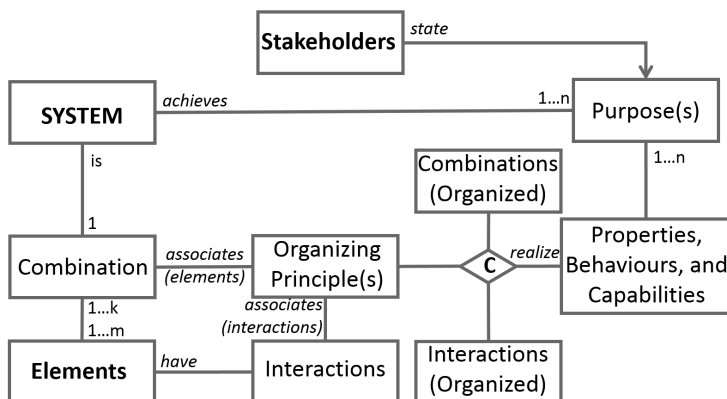 Stakeholders
state
SYSTEM
achieves
1...n
Purpose(s)
is
1...n
Combinations
(Organized)
1
Combination
associates
(elements)
Organizing
Principle(s)
C
realize
Properties,
Behaviours, and
Capabilities
1...k
1...m
associates
(interactions)
Elements
have
Interactions
Interactions
(Organized)